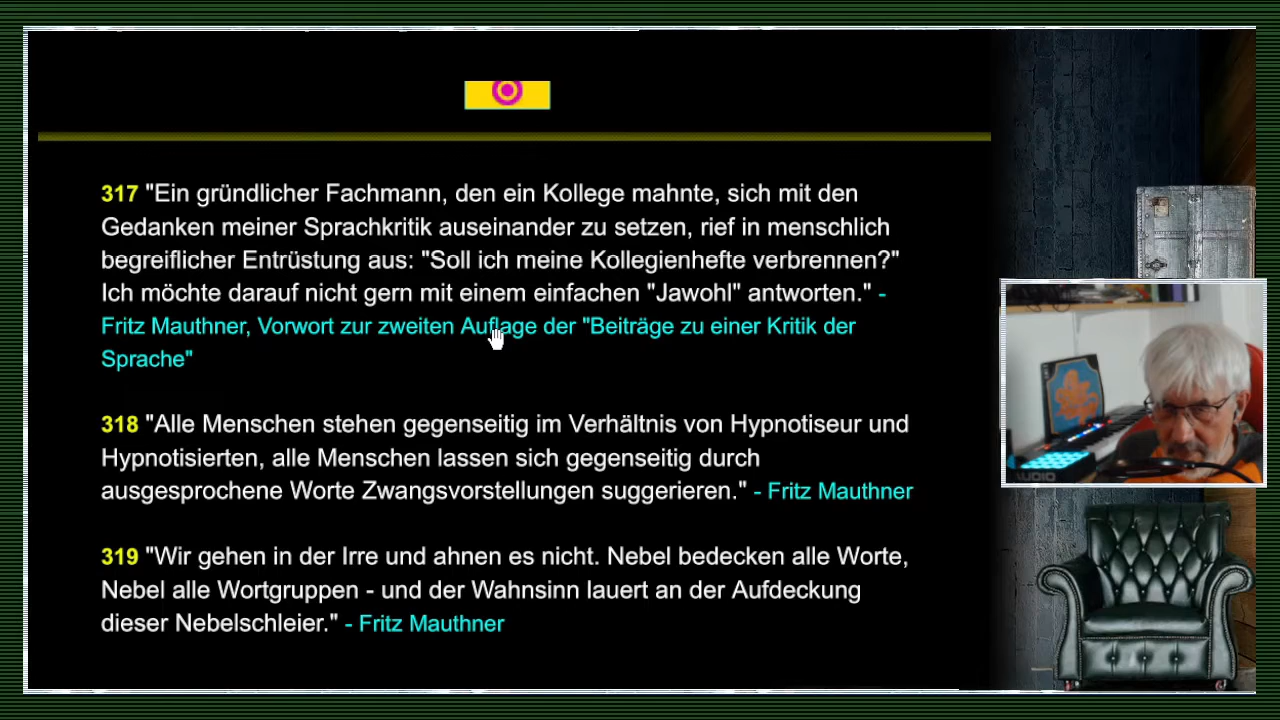 317 "Ein gründlicher Fachmann, den ein Kollege mahnte, sich mit den
Gedanken meiner Sprachkritik auseinander zu setzen, rief in menschlich
begreiflicher Entrüstung aus: "Soll ich meine Kollegienhefte verbrennen?"
Ich möchte darauf nicht gern mit einem einfachen "Jawohl" antworten." -
Fritz Mauthner, Vorwort zur zweiten Auflage der "Beiträge zu einer Kritik der
Sprache"
318 "Alle Menschen stehen gegenseitig im Verhältnis von Hypnotiseur und
Hypnotisierten, alle Menschen lassen sich gegenseitig durch
ausgesprochene Worte Zwangsvorstellungen suggerieren." - Fritz Mauthner
319 "Wir gehen in der Irre und ahnen es nicht. Nebel bedecken alle Worte,
Nebel alle Wortgruppen - und der Wahnsinn lauert an der Aufdeckung
dieser Nebelschleier." - Fritz Mauthner